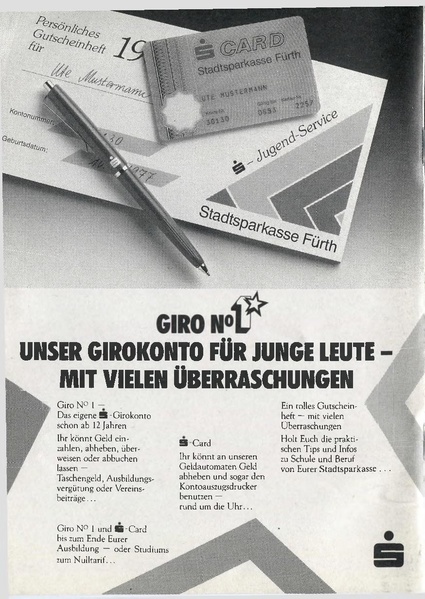 Persönliches
Gutscheinheft 19
für
Ute Mustermann
Kontonummer:
30
Geburtsdatum:
1977
S CARD
Stadtsparkasse Fürth
UTE MUSTERMANN
30130
S – Jugend-Service
Stadtsparkasse Fürth
GIRO Nº 1
UNSER GIROKONTO FÜR JUNGE LEUTE –
MIT VIELEN ÜBERRASCHUNGEN
Giro Nº 1 –
Das eigene S-Girokonto
schon ab 12 Jahren
Ihr könnt Geld ein-
zahlen, abheben, über-
weisen oder abbuchen
lassen –
Taschengeld, Ausbildungs-
vergütung oder Vereins-
beiträge...
Giro Nº 1 und S-Card
bis zum Ende Eurer
Ausbildung – oder Studiums
zum Nulltarif...
S-Card
Ihr könnt an unseren
Geldautomaten Geld
abheben und sogar den
Kontoauszugsdrucker
benutzen –
rund um die Uhr...
Ein tolles Gutschein-
heft – mit vielen
Überraschungen
Holt Euch die prakti-
schen Tips und Infos
zu Schule und Beruf
von Eurer Stadtsparkasse ...
S